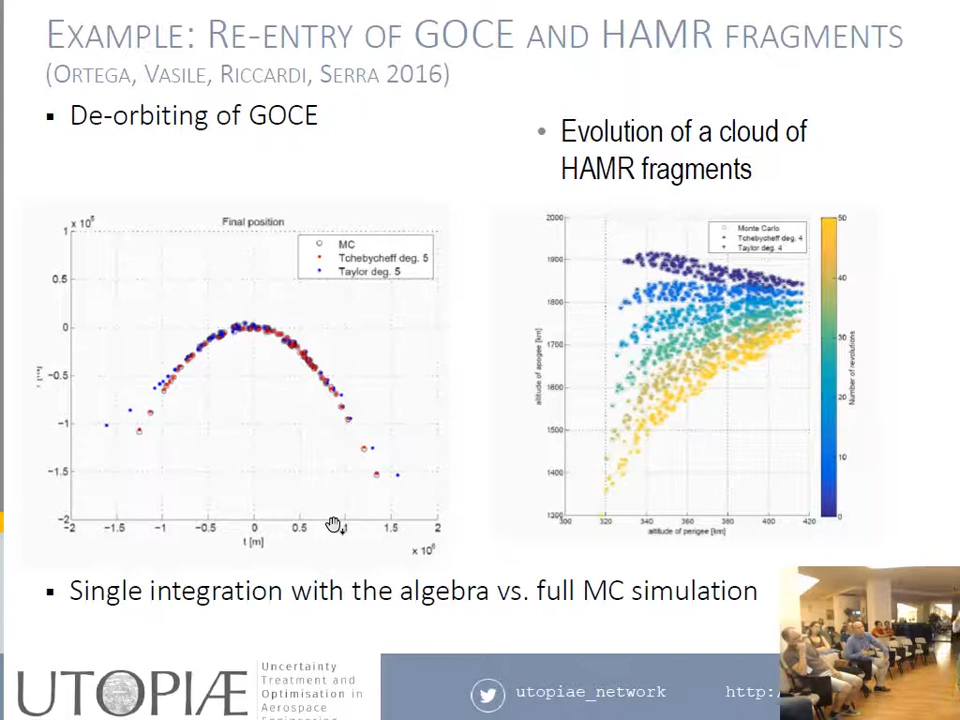 EXAMPLE: RE-ENTRY OF GOCE AND HAMR FRAGMENTS
(ORTEGA, VASILE, RICCARDI, SERRA 2016)
▪ De-orbiting of GOCE
• Evolution of a cloud of
HAMR fragments
x 10⁶
Final position
MC
Tchebycheff deg. 5
Taylor deg. 5
1
0.5
0
−0.5
−1
−1.5
−2
−2 −1.5 −1 −0.5 0 0.5 1 1.5 2
t [m]
x 10⁶
Monte Carlo
Tchebycheff deg. 4
Taylor deg. 4
2000
1900
1800
1700
1600
1500
1400
1300
altitude of apogee [km]
300 320 340 360 380 400 420
altitude of perigee [km]
50
40
30
20
10
0
Number of revolutions
▪ Single integration with the algebra vs. full MC simulation
UTOPIÆ
Uncertainty
Treatment and
Optimisation in
Aerospace
Engineering
utopiae_network
http: